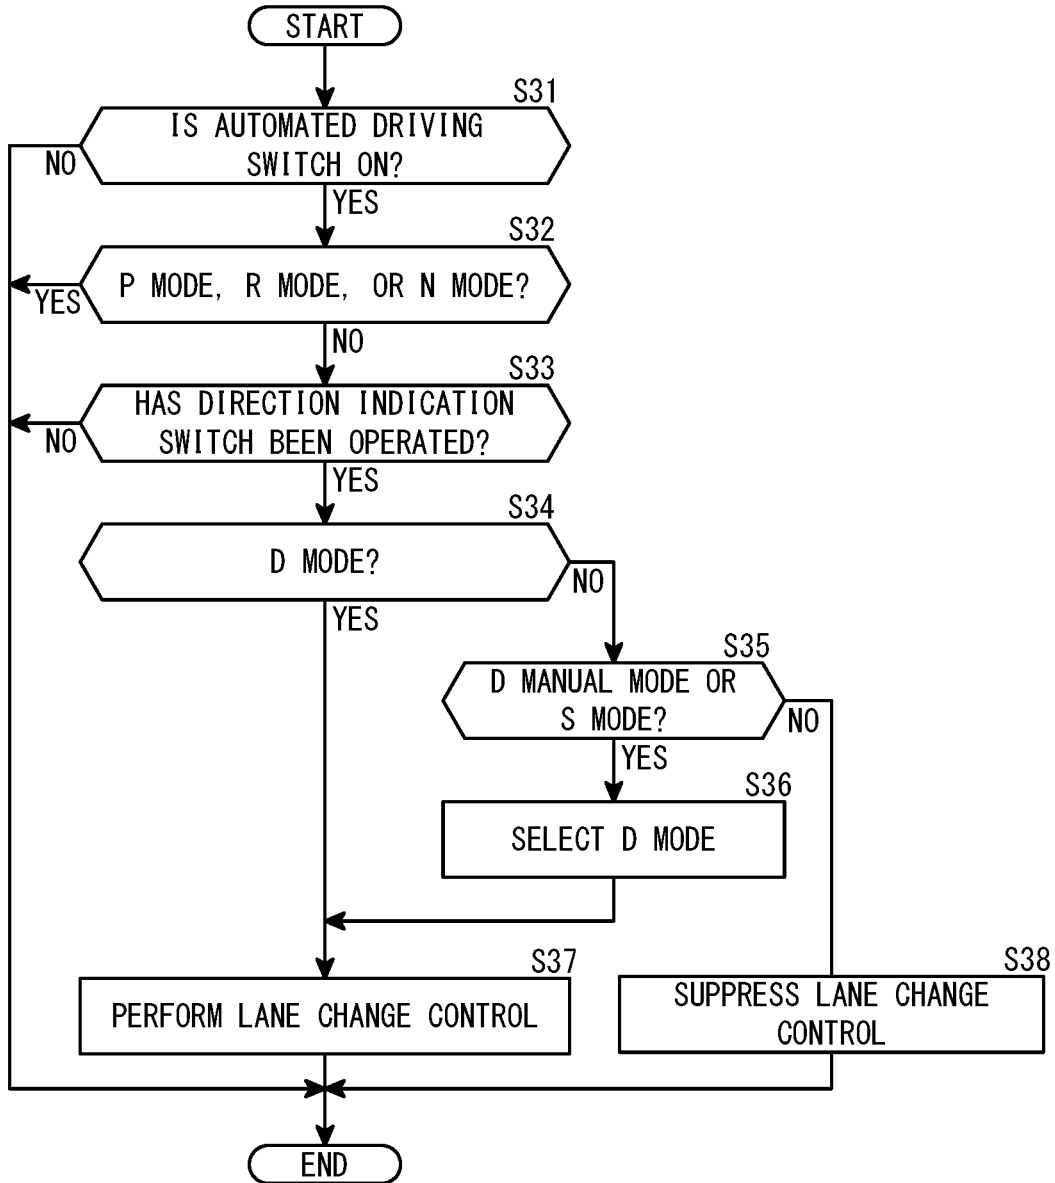 START
S31
IS AUTOMATED DRIVING
SWITCH ON?
NO
YES
S32
P MODE, R MODE, OR N MODE?
YES
NO
S33
HAS DIRECTION INDICATION
SWITCH BEEN OPERATED?
NO
YES
S34
D MODE?
NO
YES
S35
D MANUAL MODE OR
S MODE?
NO
YES
S36
SELECT D MODE
S37
PERFORM LANE CHANGE CONTROL
S38
SUPPRESS LANE CHANGE
CONTROL
END